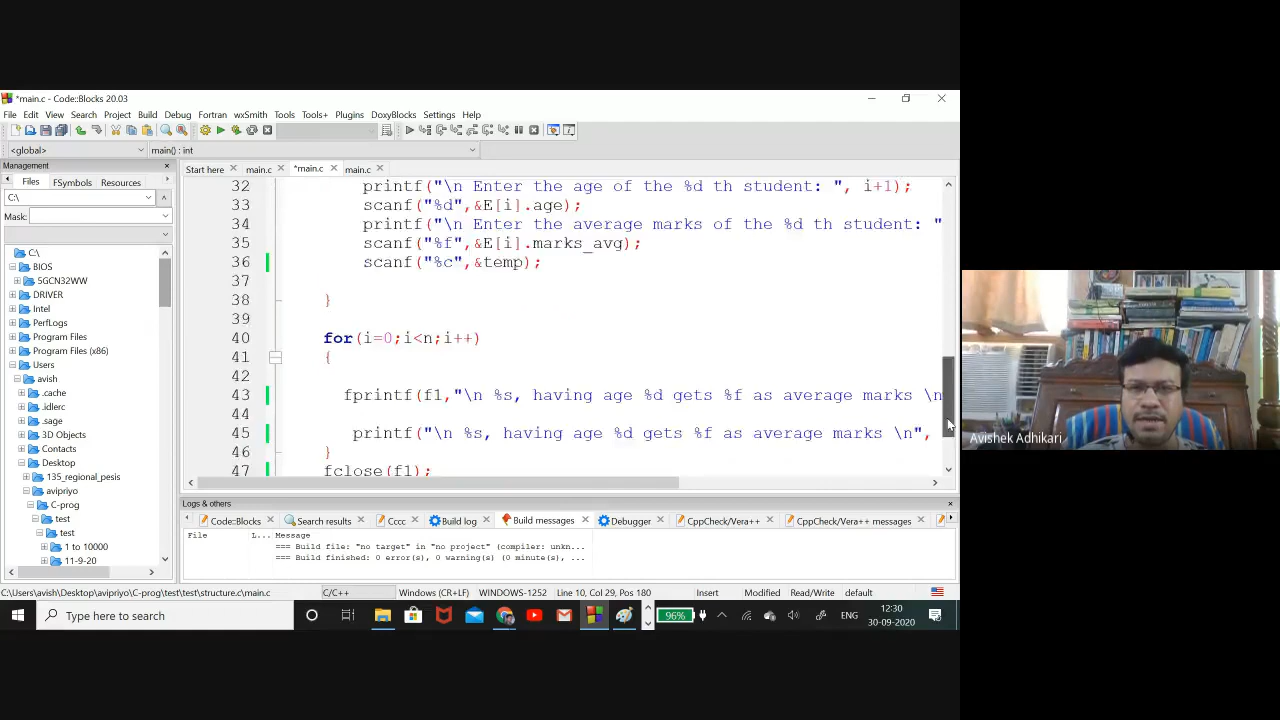 *main.c - Code::Blocks 20.03
File Edit View Search Project Build Debug Fortran wxSmith Tools Tools+ Plugins DoxyBlocks Settings Help
<global> main() : int
Management
Start here main.c *main.c main.c
Files FSymbols Resources
C:\
Mask:
C:\
BIOS
5GCN32WW
DRIVER
Intel
PerfLogs
Program Files
Program Files (x86)
Users
avish
.cache
.idlerc
.sage
3D Objects
Contacts
Desktop
135_regional_pesis
avipriyo
C-prog
test
test
1 to 10000
11-9-20
32 printf("\n Enter the age of the %d th student: ", i+1);
33 scanf("%d",&E[i].age);
34 printf("\n Enter the average marks of the %d th student: "
35 scanf("%f",&E[i].marks_avg);
36 scanf("%c",&temp);
37
38 }
39
40 for(i=0;i<n;i++)
41 {
42
43 fprintf(f1,"\n %s, having age %d gets %f as average marks \n
44
45 printf("\n %s, having age %d gets %f as average marks \n",
46 }
47 fclose(f1);
Avishek Adhikari
Logs & others
Code::Blocks Search results Cccc Build log Build messages Debugger CppCheck/Vera++ CppCheck/Vera++ messages
File L... Message
=== Build file: "no target" in "no project" (compiler: unkn...
=== Build finished: 0 error(s), 0 warning(s) (0 minute(s), ...
C:\Users\avish\Desktop\avipriyo\C-prog\test\test\structure.c\main.c C/C++ Windows (CR+LF) WINDOWS-1252 Line 10, Col 29, Pos 180 Insert Modified Read/Write default
Type here to search
96%
ENG
12:30
30-09-2020